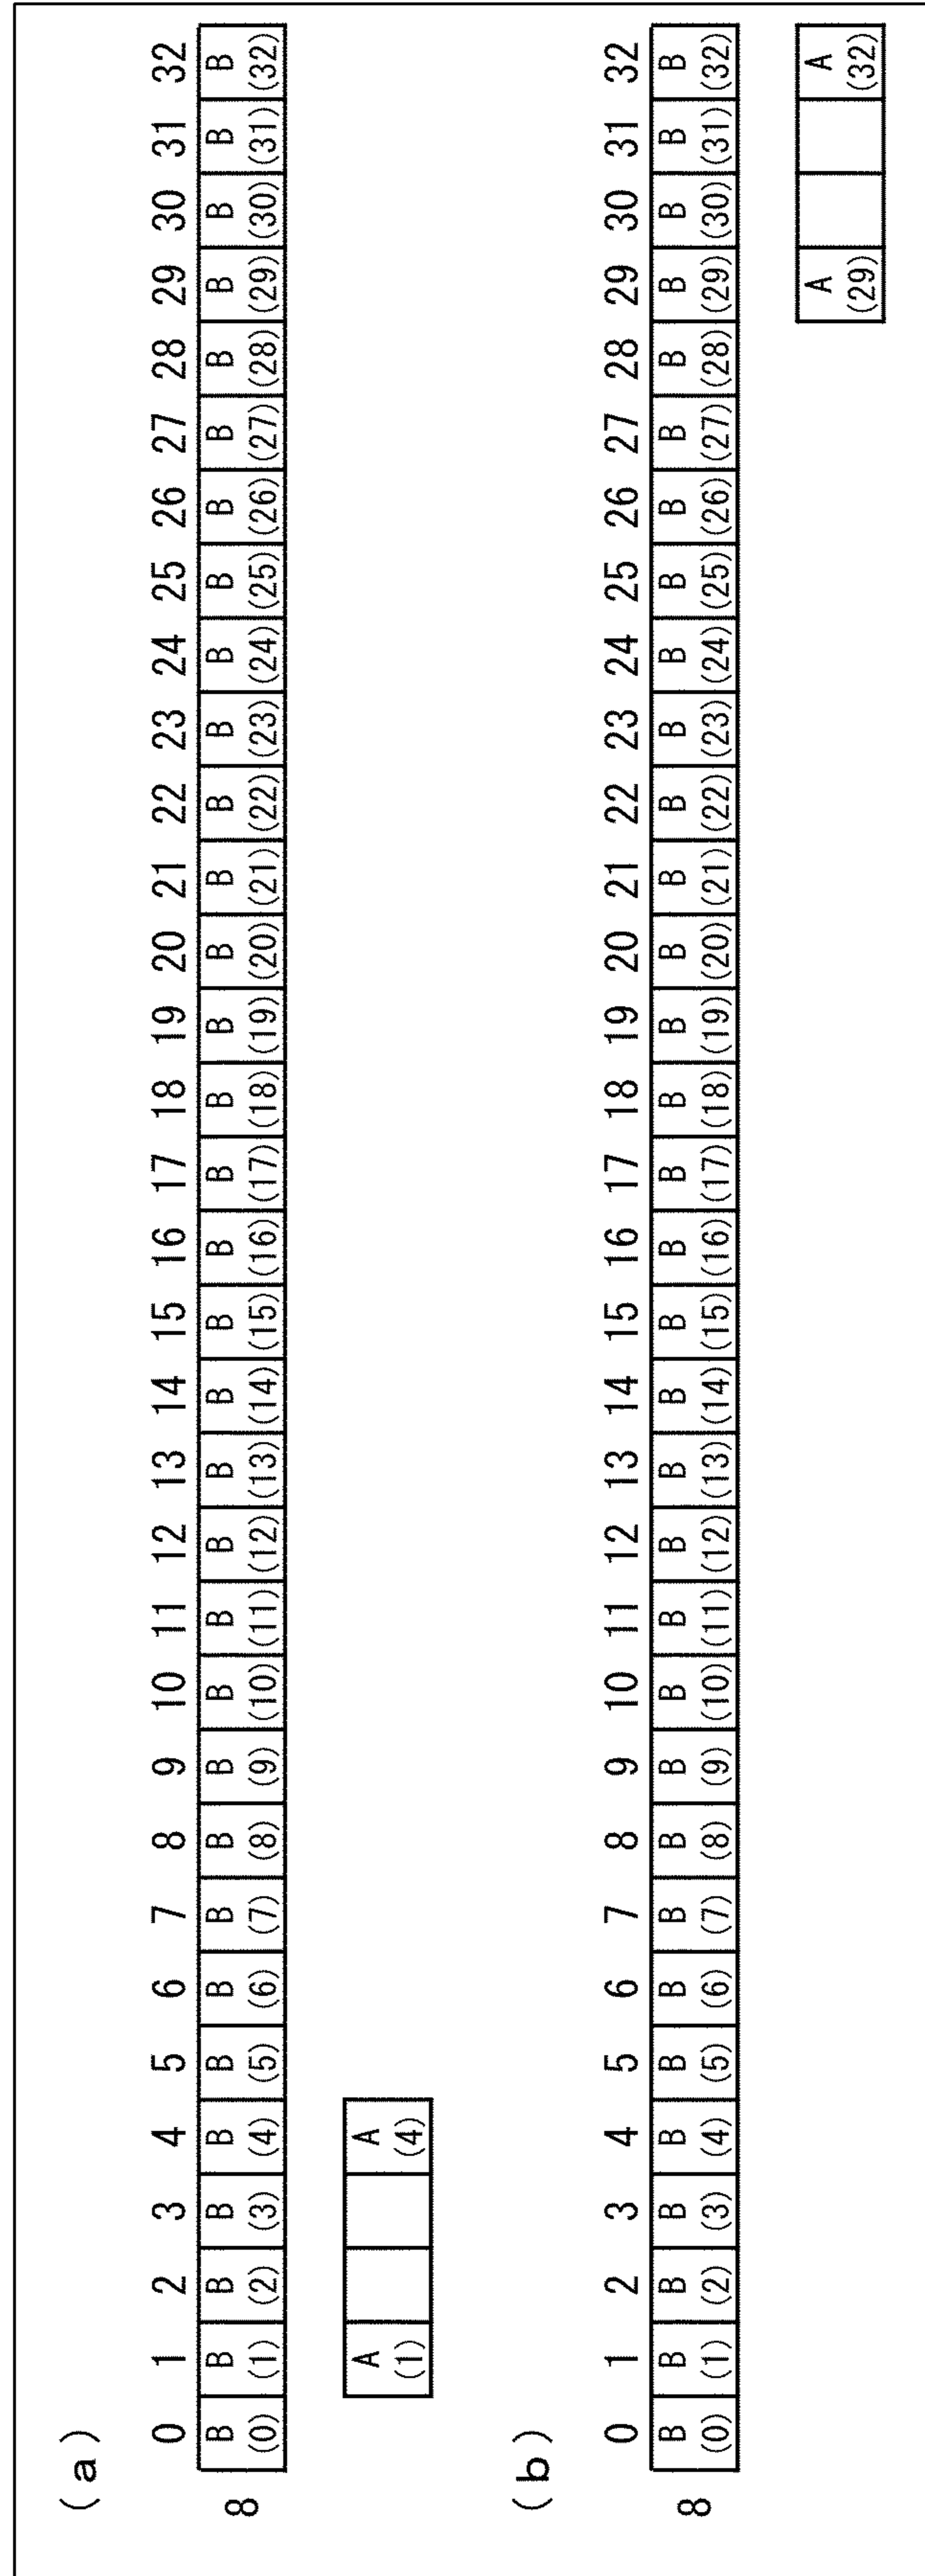 (a)
0 1 2 3 4 5 6 7 8 9 10 11 12 13 14 15 16 17 18 19 20 21 22 23 24 25 26 27 28 29 30 31 32
8 B B B B B B B B B B B B B B B B B B B B B B B B B B B B B B B B B
(0) (1) (2) (3) (4) (5) (6) (7) (8) (9) (10) (11) (12) (13) (14) (15) (16) (17) (18) (19) (20) (21) (22) (23) (24) (25) (26) (27) (28) (29) (30) (31) (32)
A A
(1) (4)
(b)
0 1 2 3 4 5 6 7 8 9 10 11 12 13 14 15 16 17 18 19 20 21 22 23 24 25 26 27 28 29 30 31 32
8 B B B B B B B B B B B B B B B B B B B B B B B B B B B B B B B B B
(0) (1) (2) (3) (4) (5) (6) (7) (8) (9) (10) (11) (12) (13) (14) (15) (16) (17) (18) (19) (20) (21) (22) (23) (24) (25) (26) (27) (28) (29) (30) (31) (32)
A A
(29) (32)